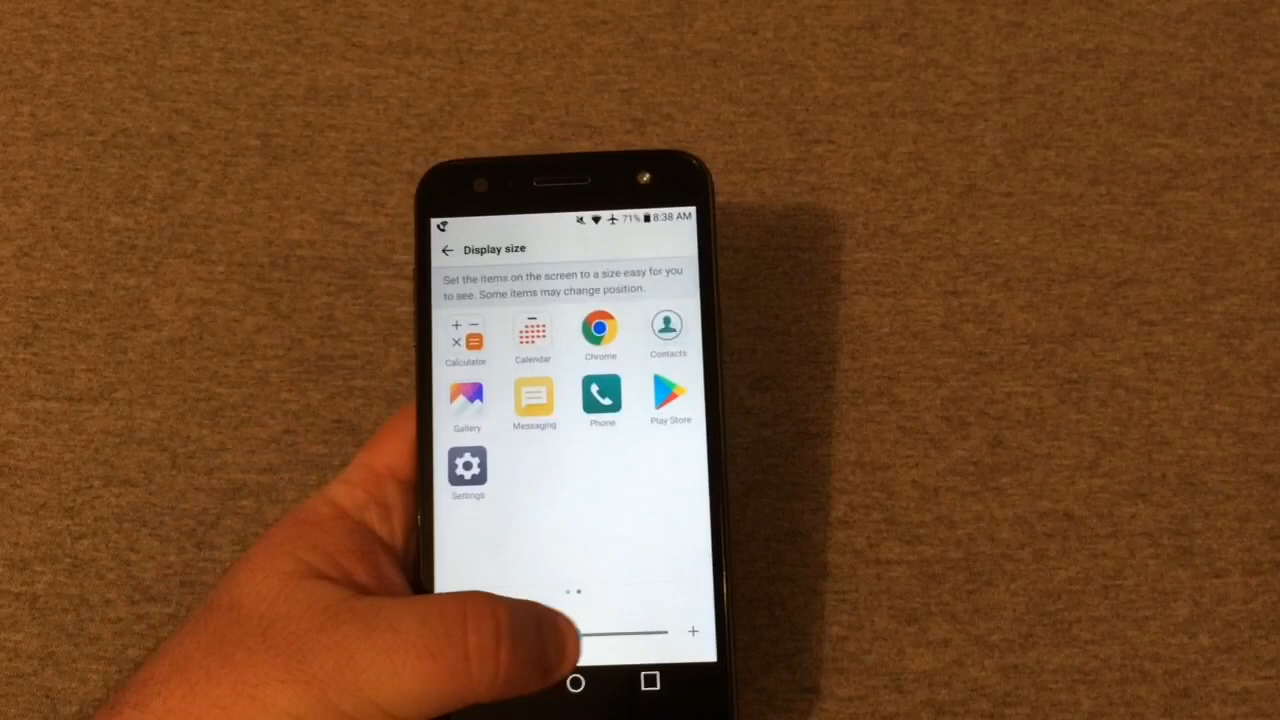 71% 8:38 AM
Display size
Set the items on the screen to a size easy for you
to see. Some items may change position.
Calculator Calendar Chrome Contacts
Gallery Messaging Phone Play Store
Settings